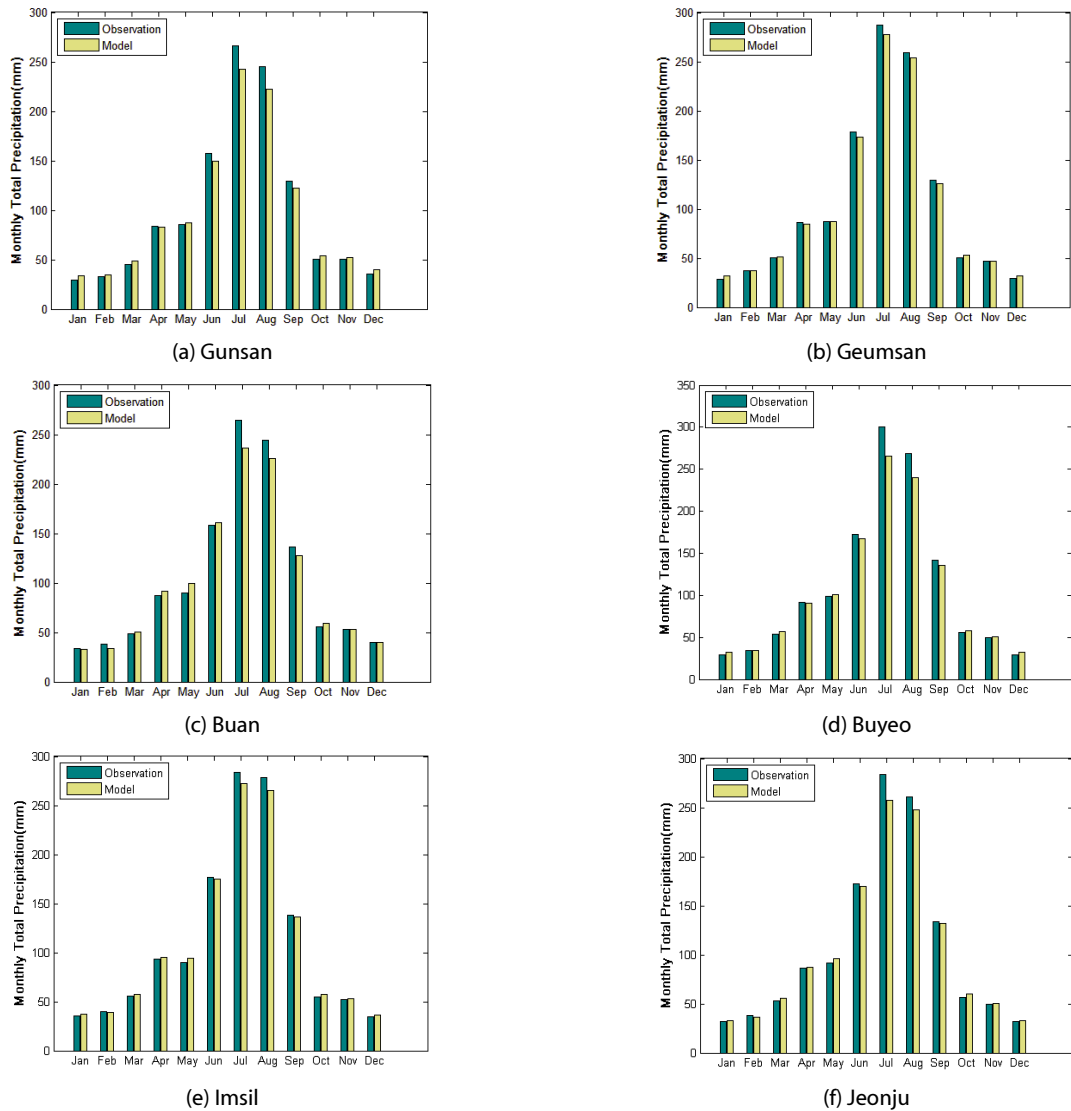 Monthly Total Precipitation(mm)
300
250
200
150
100
50
0
Observation
Model
Jan Feb Mar Apr May Jun Jul Aug Sep Oct Nov Dec
(a) Gunsan
Monthly Total Precipitation(mm)
300
250
200
150
100
50
0
Observation
Model
Jan Feb Mar Apr May Jun Jul Aug Sep Oct Nov Dec
(b) Geumsan
Monthly Total Precipitation(mm)
300
250
200
150
100
50
0
Observation
Model
Jan Feb Mar Apr May Jun Jul Aug Sep Oct Nov Dec
(c) Buan
Monthly Total Precipitation(mm)
350
300
250
200
150
100
50
0
Observation
Model
Jan Feb Mar Apr May Jun Jul Aug Sep Oct Nov Dec
(d) Buyeo
Monthly Total Precipitation(mm)
300
250
200
150
100
50
0
Observation
Model
Jan Feb Mar Apr May Jun Jul Aug Sep Oct Nov Dec
(e) Imsil
Monthly Total Precipitation(mm)
300
250
200
150
100
50
0
Observation
Model
Jan Feb Mar Apr May Jun Jul Aug Sep Oct Nov Dec
(f) Jeonju